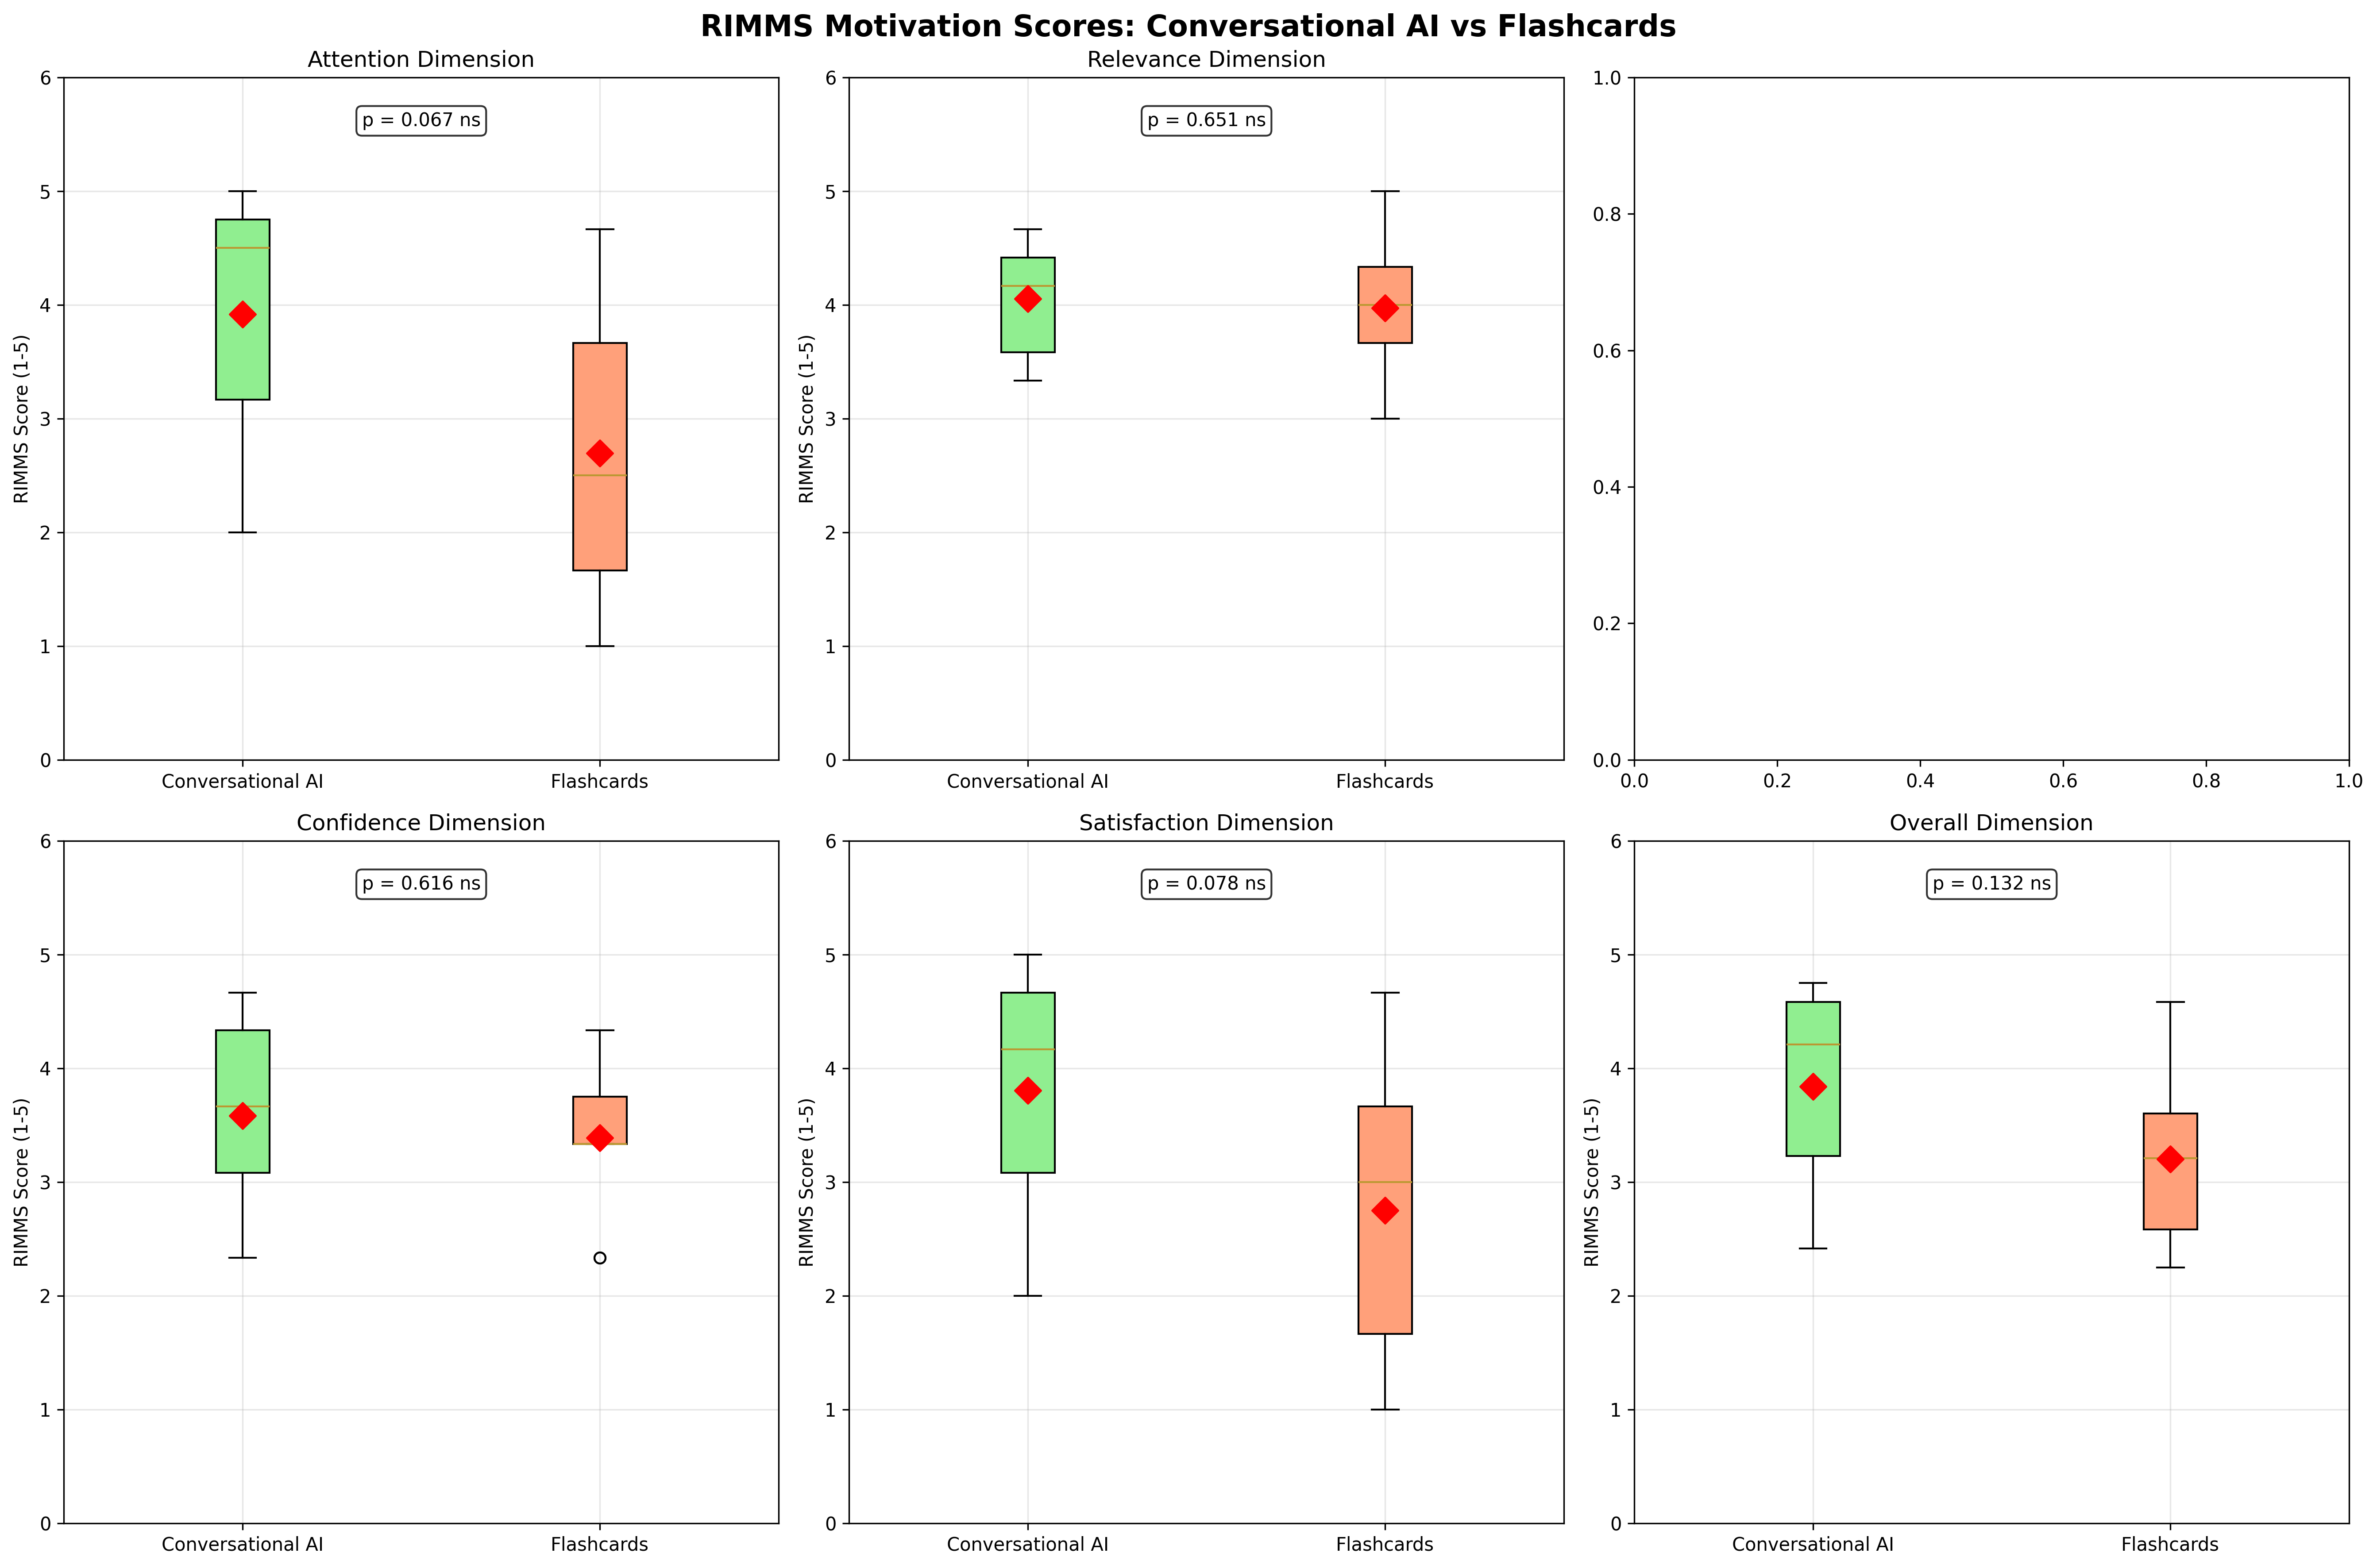 RIMMS Motivation Scores: Conversational AI vs Flashcards
Attention Dimension
p = 0.067 ns
RIMMS Score (1-5)
6
5
4
3
2
1
0
Conversational AI Flashcards
Relevance Dimension
p = 0.651 ns
RIMMS Score (1-5)
6
5
4
3
2
1
0
Conversational AI Flashcards
1.0
0.8
0.6
0.4
0.2
0.0
0.0 0.2 0.4 0.6 0.8 1.0
Confidence Dimension
p = 0.616 ns
RIMMS Score (1-5)
6
5
4
3
2
1
0
Conversational AI Flashcards
Satisfaction Dimension
p = 0.078 ns
RIMMS Score (1-5)
6
5
4
3
2
1
0
Conversational AI Flashcards
Overall Dimension
p = 0.132 ns
RIMMS Score (1-5)
6
5
4
3
2
1
0
Conversational AI Flashcards